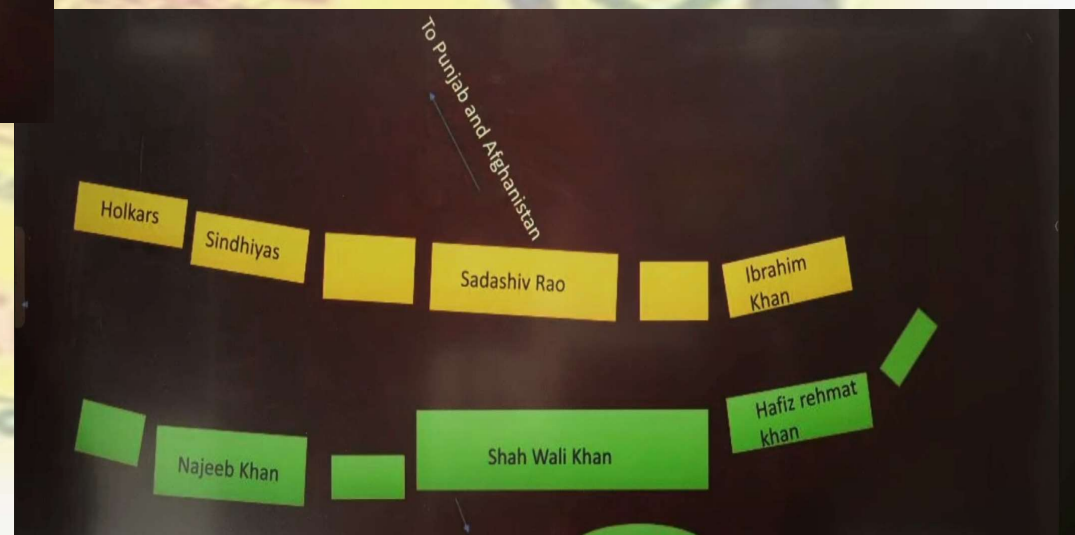 To Punjab and Afghanistan
Holkars
Sindhiyas
Sadashiv Rao
Ibrahim
Khan
Hafiz rehmat
khan
Najeeb Khan
Shah Wali Khan